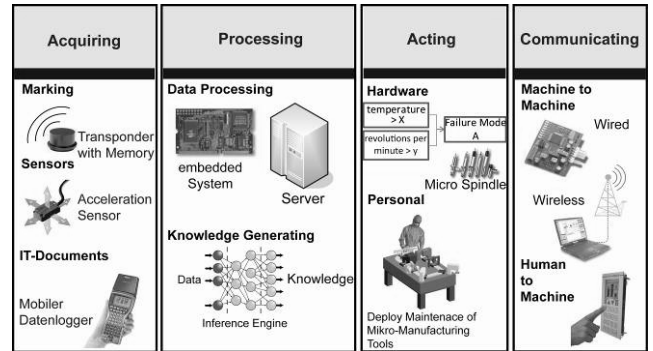 Acquiring
Marking
Transponder
with Memory
Sensors
Acceleration
Sensor
IT-Documents
Mobiler
Datenlogger
Processing
Data Processing
embedded
System
Server
Knowledge Generating
Data
Knowledge
Inference Engine
Acting
Hardware
temperature
> X
revolutions per
minute > y
Failure Mode
A
Micro Spindle
Personal
Deploy Maintenace of
Mikro-Manufacturing
Tools
Communicating
Machine to
Machine
Wired
Wireless
Human
to
Machine